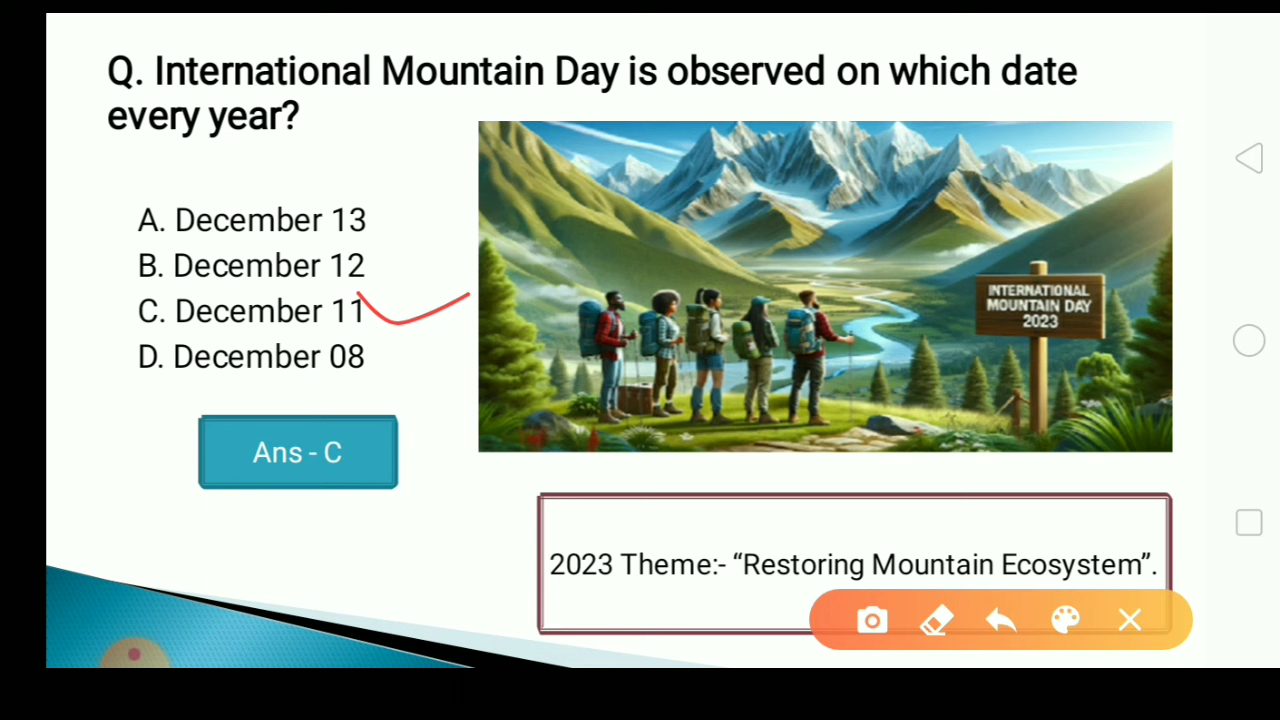 Q. International Mountain Day is observed on which date
every year?
A. December 13
B. December 12
C. December 11
D. December 08
INTERNATIONAL
MOUNTAIN DAY
2023
Ans - C
2023 Theme:- “Restoring Mountain Ecosystem”.